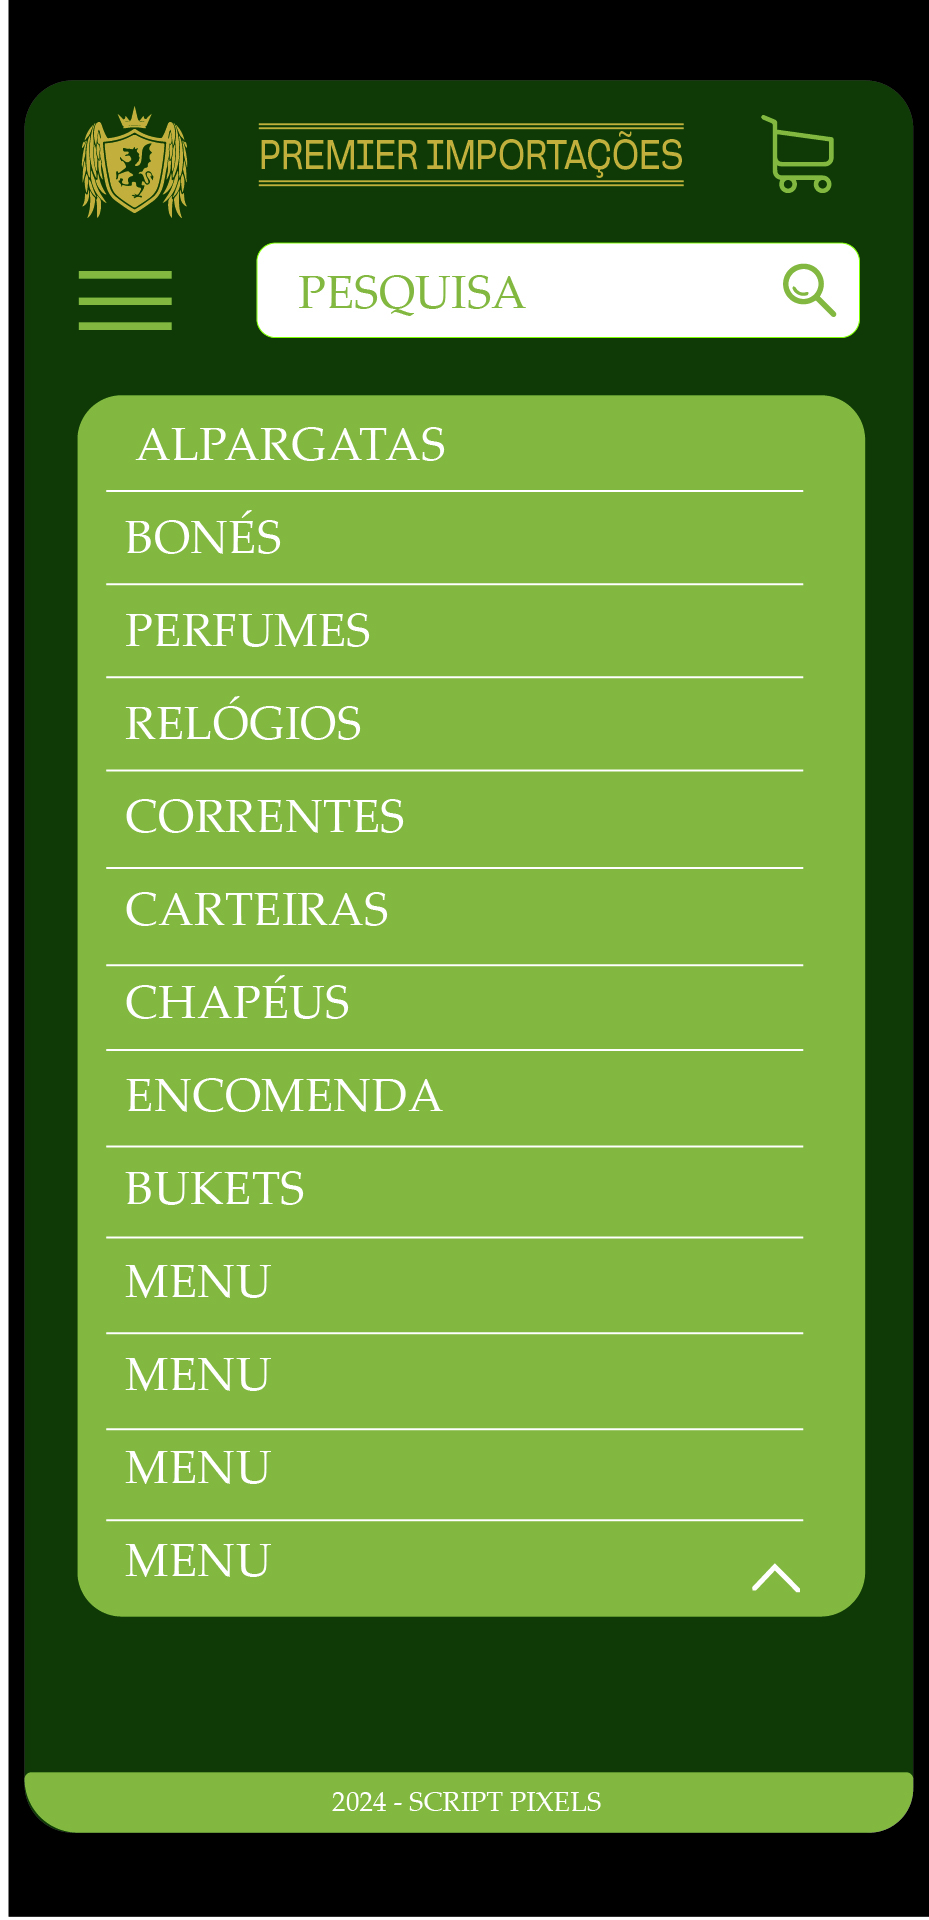 PREMIER IMPORTAÇÕES
PESQUISA
ALPARGATAS
BONÉS
PERFUMES
RELÓGIOS
CORRENTES
CARTEIRAS
CHAPÉUS
ENCOMENDA
BUKETS
MENU
MENU
MENU
MENU
2024 - SCRIPT PIXELS